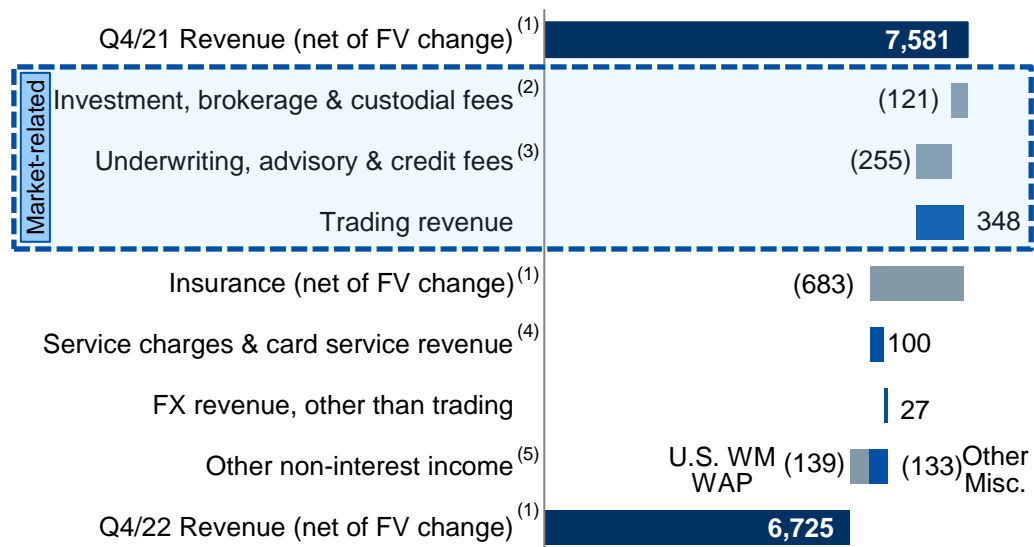 Q4/21 Revenue (net of FV change) (1) 7,581
Market-related
Investment, brokerage & custodial fees (2) (121)
Underwriting, advisory & credit fees (3) (255)
Trading revenue 348
Insurance (net of FV change) (1) (683)
Service charges & card service revenue (4) 100
FX revenue, other than trading 27
Other non-interest income (5) U.S. WM WAP (139) (133) Other Misc.
Q4/22 Revenue (net of FV change) (1) 6,725